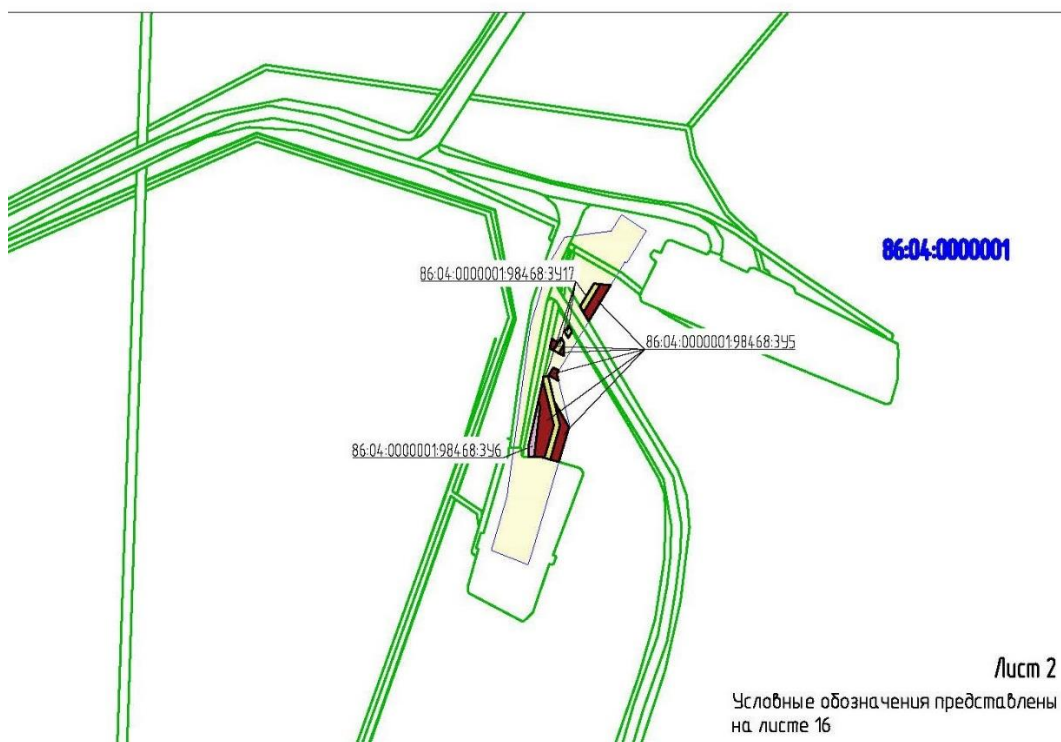 86:04:0000001
86:04:0000001:98468:ЗУ17
86:04:0000001:98468:ЗУ5
86:04:0000001:98468:ЗУ6
Лист 2
Условные обозначения представлены
на листе 16